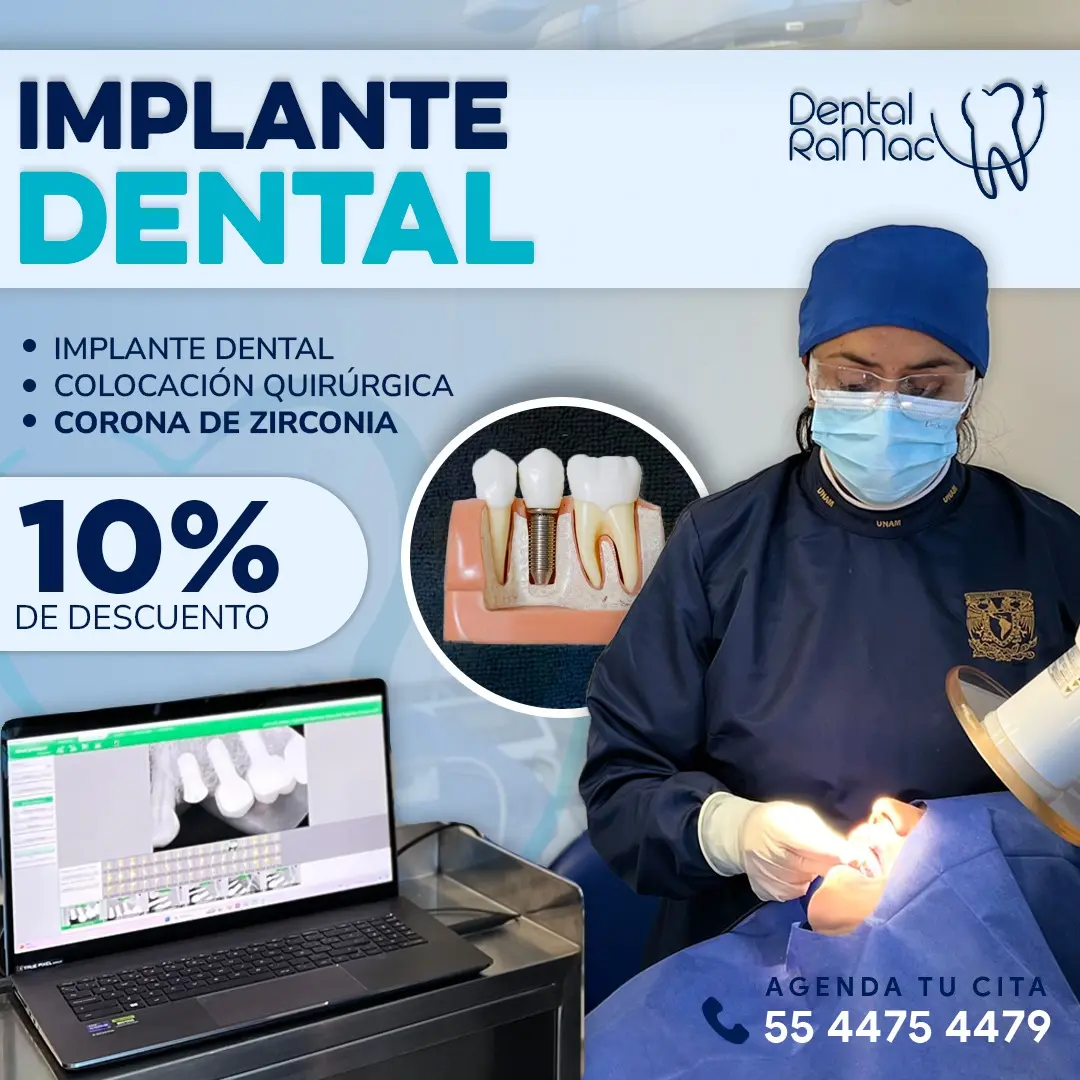 IMPLANTE
DENTAL
Dental
RaMac
• IMPLANTE DENTAL
• COLOCACIÓN QUIRÚRGICA
• CORONA DE ZIRCONIA
10%
DE DESCUENTO
UNAM
UNAM
UNAM
AGENDA TU CITA
55 4475 4479